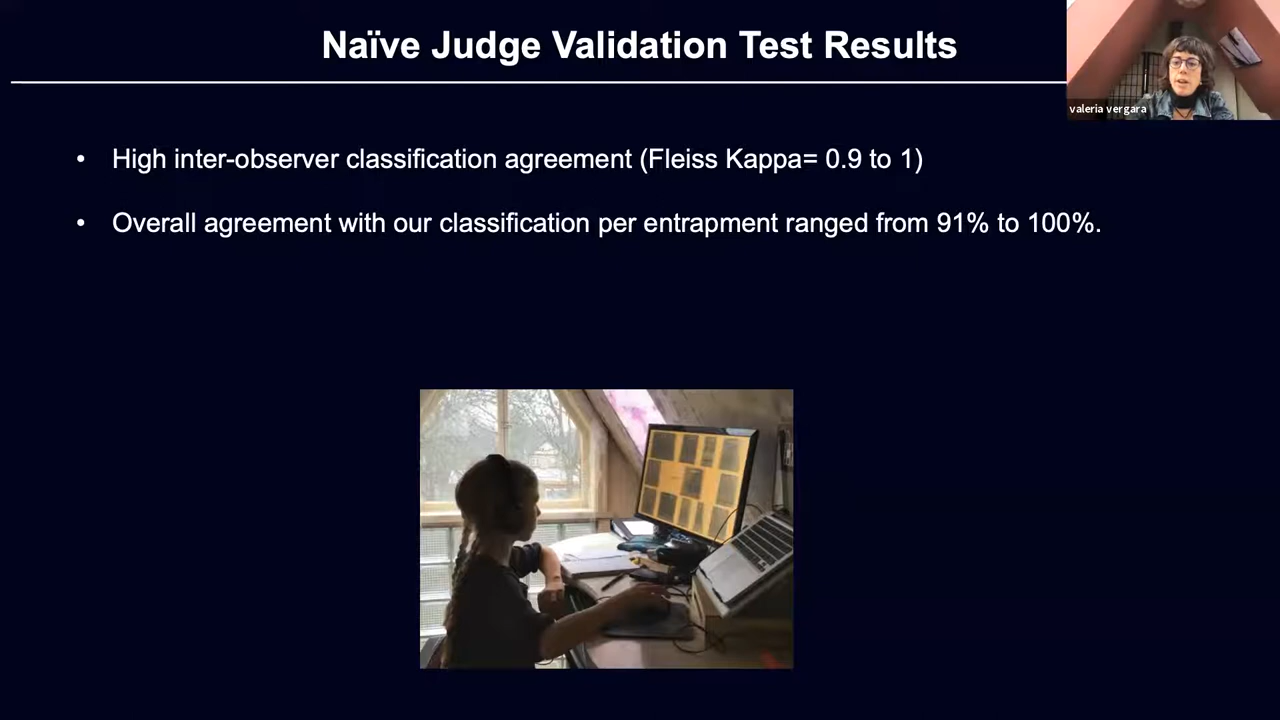 Naïve Judge Validation Test Results
valeria vergara
• High inter-observer classification agreement (Fleiss Kappa= 0.9 to 1)
• Overall agreement with our classification per entrapment ranged from 91% to 100%.